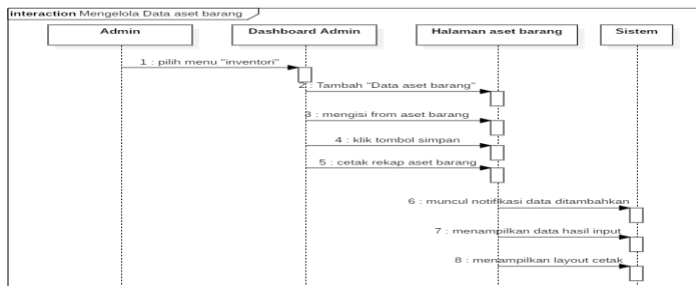 interaction Mengelola Data aset barang
Admin
Dashboard Admin
Halaman aset barang
Sistem
1 : pilih menu "inventori"
2 : Tambah "Data aset barang"
3 : mengisi from aset barang
4 : klik tombol simpan
5 : cetak rekap aset barang
6 : muncul notifikasi data ditambahkan
7 : menampilkan data hasil input
8 : menampilkan layout cetak